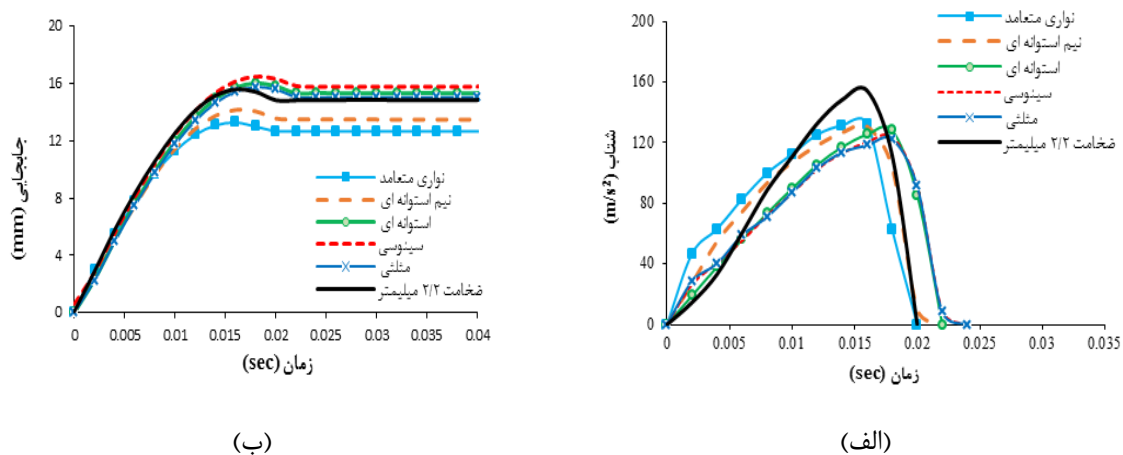 200
160
120
80
40
0
شتاب (m/s²)
0
0.005
0.01
0.015
0.02
0.025
0.03
0.035
زمان (sec)
نواری متعامد
نیم استوانه ای
استوانه ای
سینوسی
مثلثی
ضخامت ۲/۲ میلیمتر
(الف)
20
16
12
8
4
0
جابجایی (mm)
0
0.005
0.01
0.015
0.02
0.025
0.03
0.035
0.04
زمان (sec)
نواری متعامد
نیم استوانه ای
استوانه ای
سینوسی
مثلثی
ضخامت ۲/۲ میلیمتر
(ب)